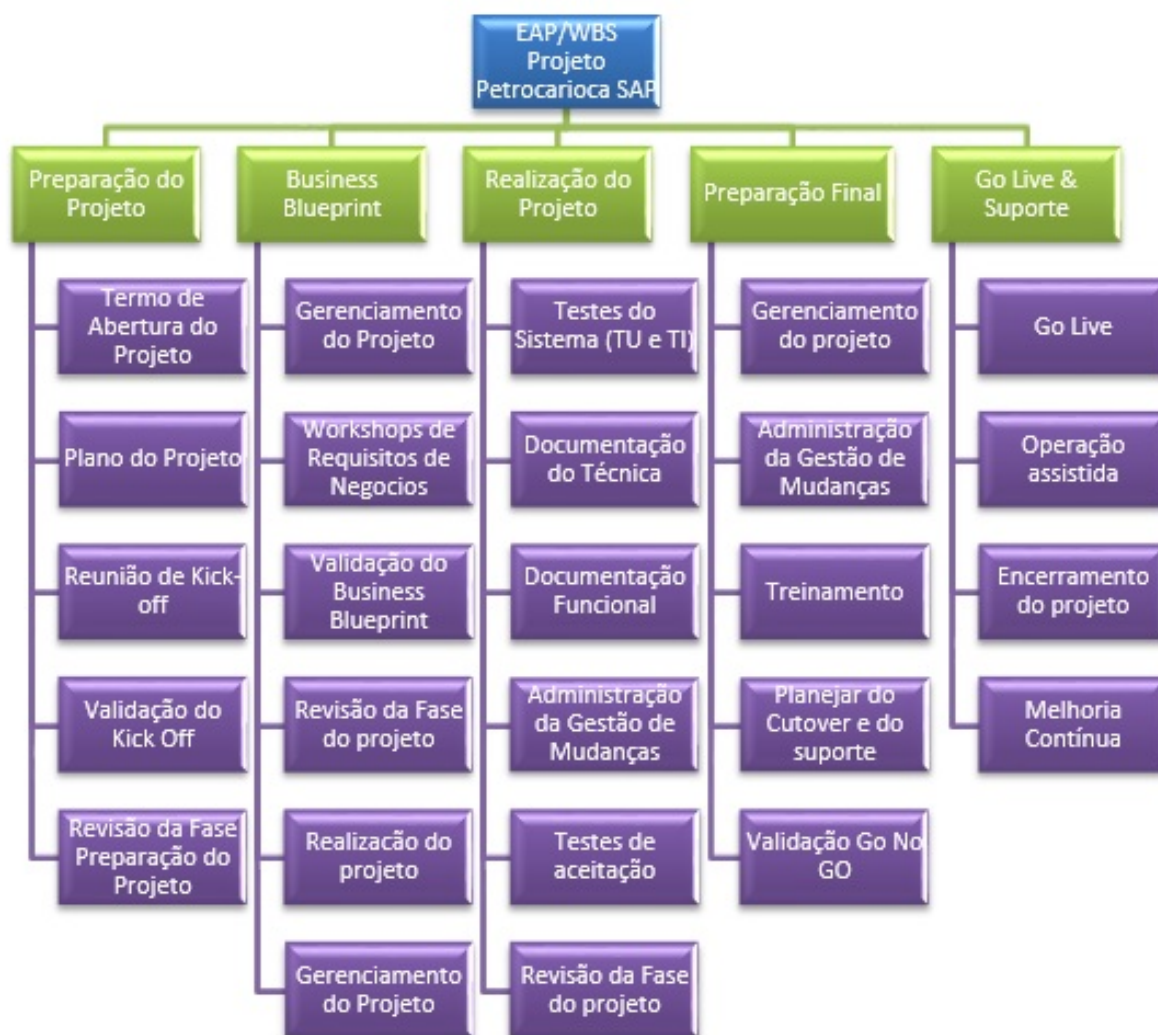 EAP/WBS
Projeto
Petrocarioca SAP
Preparação do
Projeto
Termo de
Abertura do
Projeto
Plano do Projeto
Reunião de Kick-
off
Validação do
Kick Off
Revisão da Fase
Preparação do
Projeto
Business
Blueprint
Gerenciamento
do Projeto
Workshops de
Requisitos de
Negocios
Validação do
Business
Blueprint
Revisão da Fase
do projeto
Realizacão do
projeto
Gerenciamento
do Projeto
Realização do
Projeto
Testes do
Sistema (TU e TI)
Documentação
do Técnica
Documentação
Funcional
Administração
da Gestão de
Mudanças
Testes de
aceitação
Revisão da Fase
do projeto
Preparação Final
Gerenciamento
do projeto
Administração
da Gestão de
Mudanças
Treinamento
Planejar do
Cutover e do
suporte
Validação Go No
GO
Go Live &
Suporte
Go Live
Operação
assistida
Encerramento
do projeto
Melhoria
Contínua